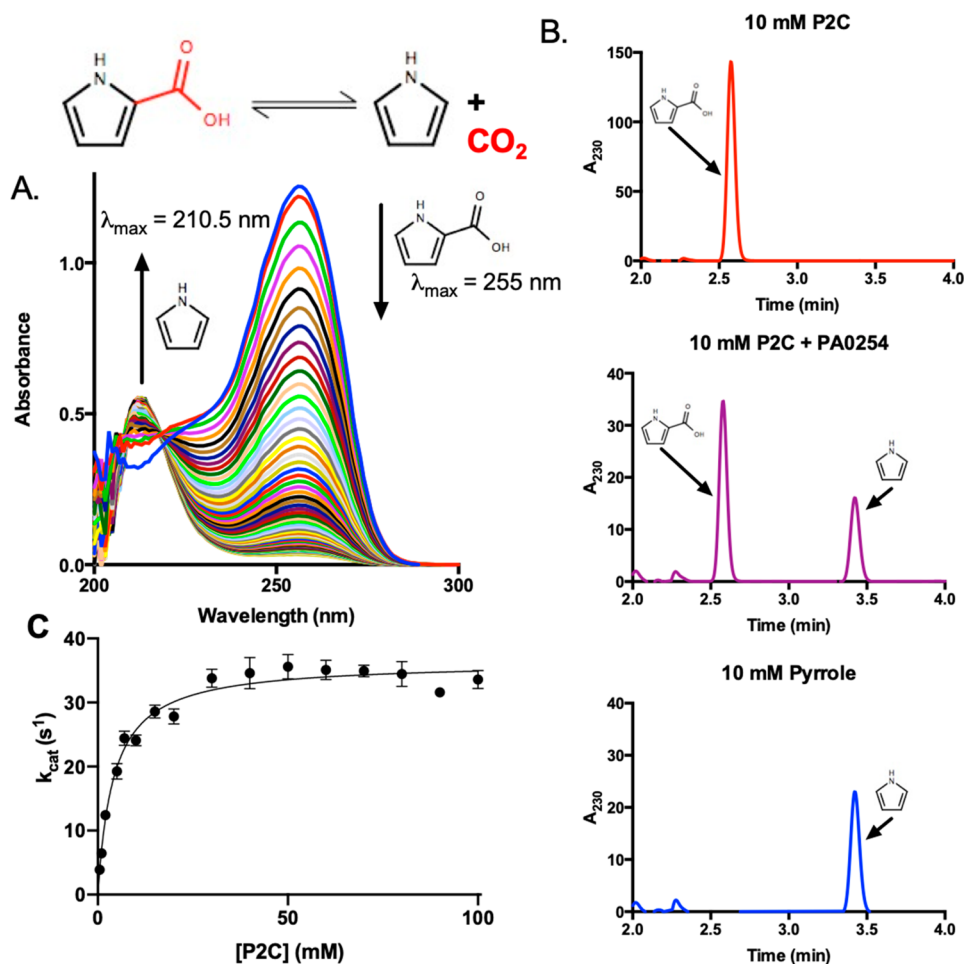 H
N
O
OH
H
N
+
CO2
A.
λmax = 210.5 nm
H
N
H
N
O
OH
λmax = 255 nm
Absorbance
1.0
0.5
0.0
200
250
300
Wavelength (nm)
B.
10 mM P2C
A230
150
100
50
0
H
N
O
OH
2.0
2.5
3.0
3.5
4.0
Time (min)
10 mM P2C + PA0254
A230
40
30
20
10
0
H
N
O
OH
H
N
2.0
2.5
3.0
3.5
4.0
Time (min)
C
kcat (s1)
40
30
20
10
0
0
50
100
[P2C] (mM)
10 mM Pyrrole
A230
40
30
20
10
0
H
N
2.0
2.5
3.0
3.5
4.0
Time (min)